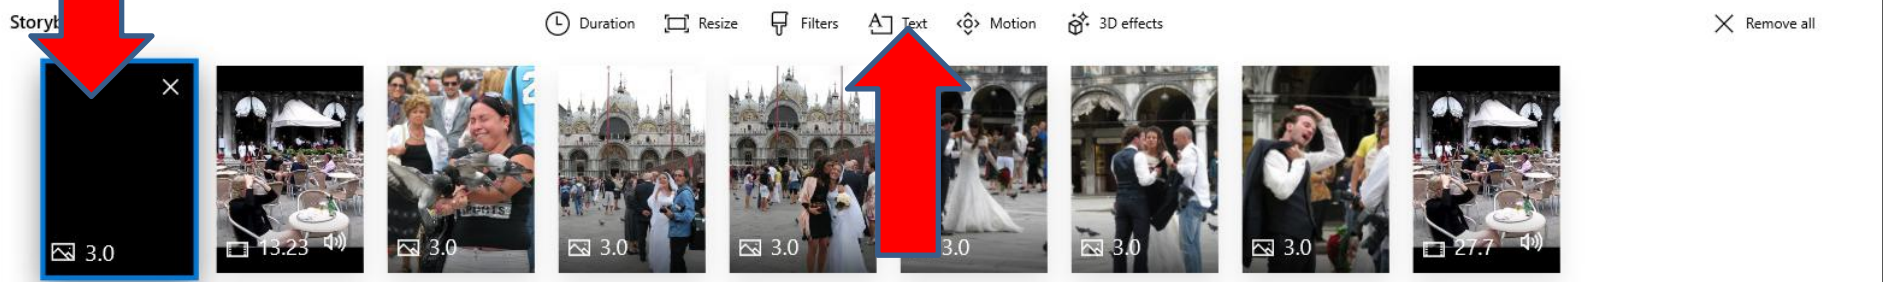 Storyb Duration Resize Filters Text Motion 3D effects Remove all
3.0 13.23 3.0 3.0 3.0 3.0 3.0 3.0 27.7